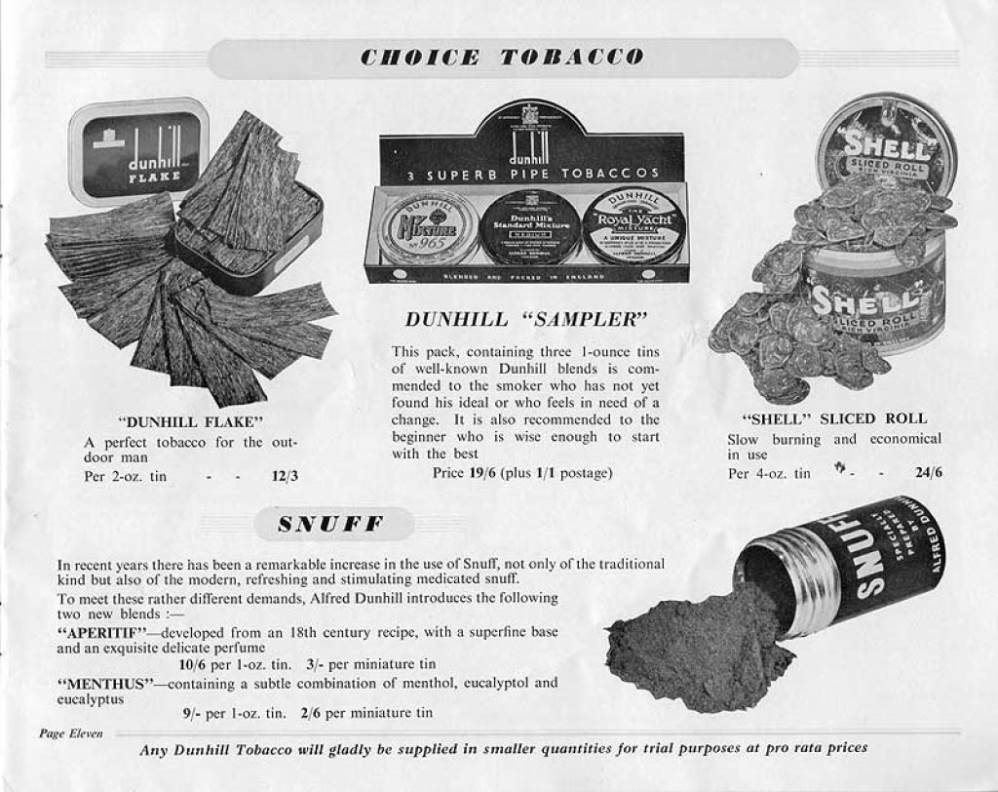 CHOICE TOBACCO
dunhill
FLAKE
dunhill
3 SUPERB PIPE TOBACCOS
DUNHILL
MY
MIXTURE
No 965
Dunhill's
Standard Mixture
MEDIUM
DUNHILL
THE
"Royal Yacht"
MIXTURE
A UNIQUE MIXTURE
BLENDED AND PACKED IN ENGLAND
"SHELL"
SLICED ROLL
RICH VIRGINIA
"SHELL"
SLICED ROLL
RICH VIRGINIA
"DUNHILL FLAKE"
A perfect tobacco for the out-
door man
Per 2-oz. tin - - 12/3
DUNHILL "SAMPLER"
This pack, containing three 1-ounce tins
of well-known Dunhill blends is com-
mended to the smoker who has not yet
found his ideal or who feels in need of a
change. It is also recommended to the
beginner who is wise enough to start
with the best
Price 19/6 (plus 1/1 postage)
"SHELL" SLICED ROLL
Slow burning and economical
in use
Per 4-oz. tin - - 24/6
SNUFF
In recent years there has been a remarkable increase in the use of Snuff, not only of the traditional
kind but also of the modern, refreshing and stimulating medicated snuff.
To meet these rather different demands, Alfred Dunhill introduces the following
two new blends :—
"APERITIF"—developed from an 18th century recipe, with a superfine base
and an exquisite delicate perfume
10/6 per 1-oz. tin. 3/- per miniature tin
"MENTHUS"—containing a subtle combination of menthol, eucalyptol and
eucalyptus
9/- per 1-oz. tin. 2/6 per miniature tin
SNUFF
SPECIALLY
PREPARED
BY
ALFRED DUNHILL
Page Eleven
Any Dunhill Tobacco will gladly be supplied in smaller quantities for trial purposes at pro rata prices